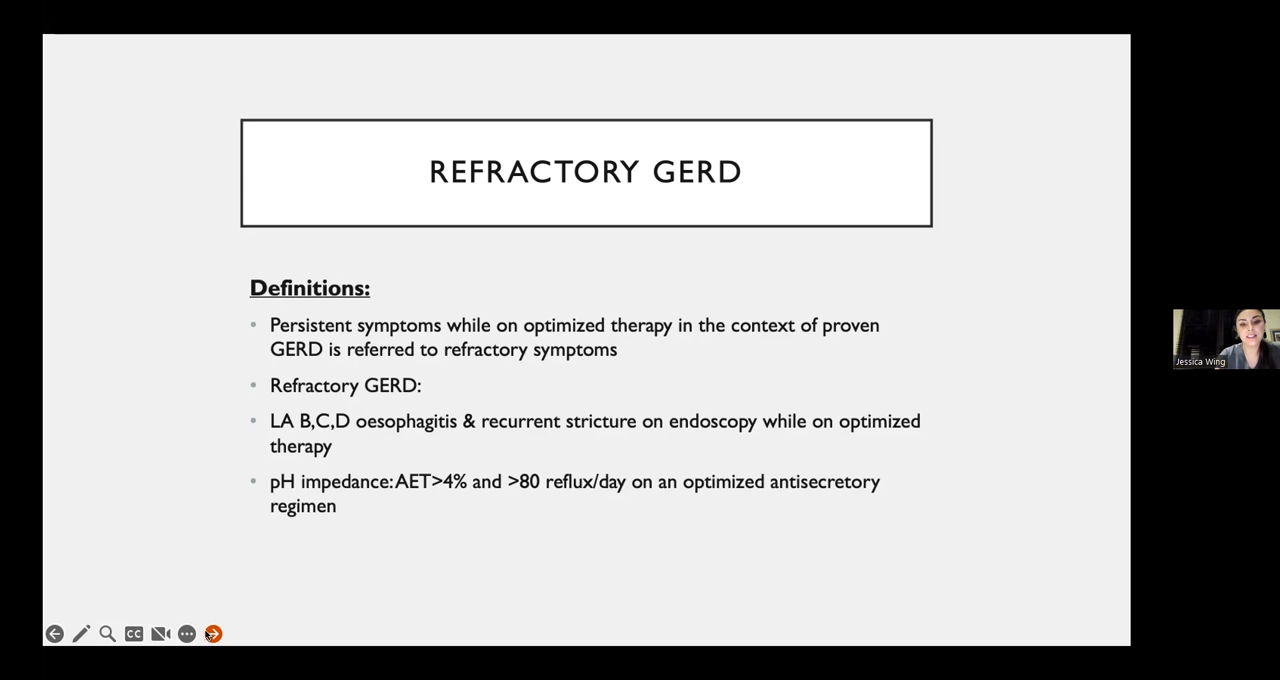 REFRACTORY GERD
Definitions:
• Persistent symptoms while on optimized therapy in the context of proven
GERD is referred to refractory symptoms
• Refractory GERD:
• LA B,C,D oesophagitis & recurrent stricture on endoscopy while on optimized
therapy
• pH impedance: AET>4% and >80 reflux/day on an optimized antisecretory
regimen
Jessica Wing
CC